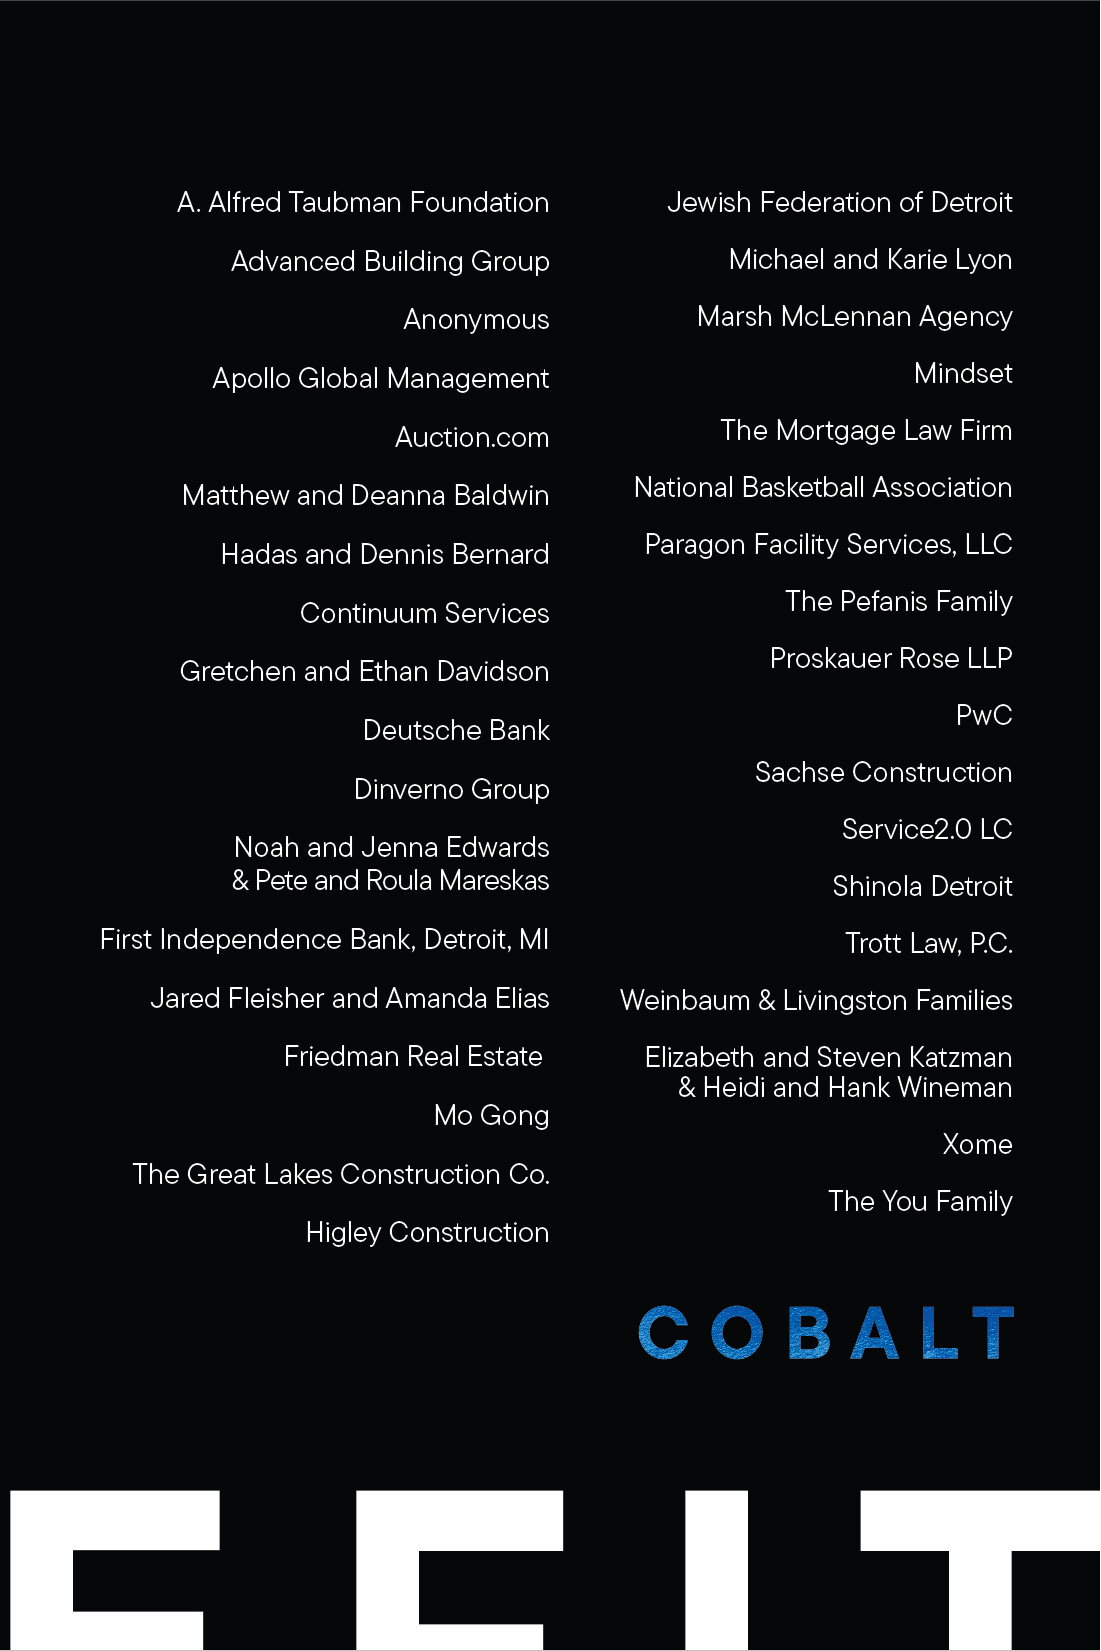 A. Alfred Taubman Foundation
Advanced Building Group
Anonymous
Apollo Global Management
Auction.com
Matthew and Deanna Baldwin
Hadas and Dennis Bernard
Continuum Services
Gretchen and Ethan Davidson
Deutsche Bank
Dinverno Group
Noah and Jenna Edwards
& Pete and Roula Mareskas
First Independence Bank, Detroit, MI
Jared Fleisher and Amanda Elias
Friedman Real Estate
Mo Gong
The Great Lakes Construction Co.
Higley Construction
Jewish Federation of Detroit
Michael and Karie Lyon
Marsh McLennan Agency
Mindset
The Mortgage Law Firm
National Basketball Association
Paragon Facility Services, LLC
The Pefanis Family
Proskauer Rose LLP
PwC
Sachse Construction
Service2.0 LC
Shinola Detroit
Trott Law, P.C.
Weinbaum & Livingston Families
Elizabeth and Steven Katzman
& Heidi and Hank Wineman
Xome
The You Family
COBALT